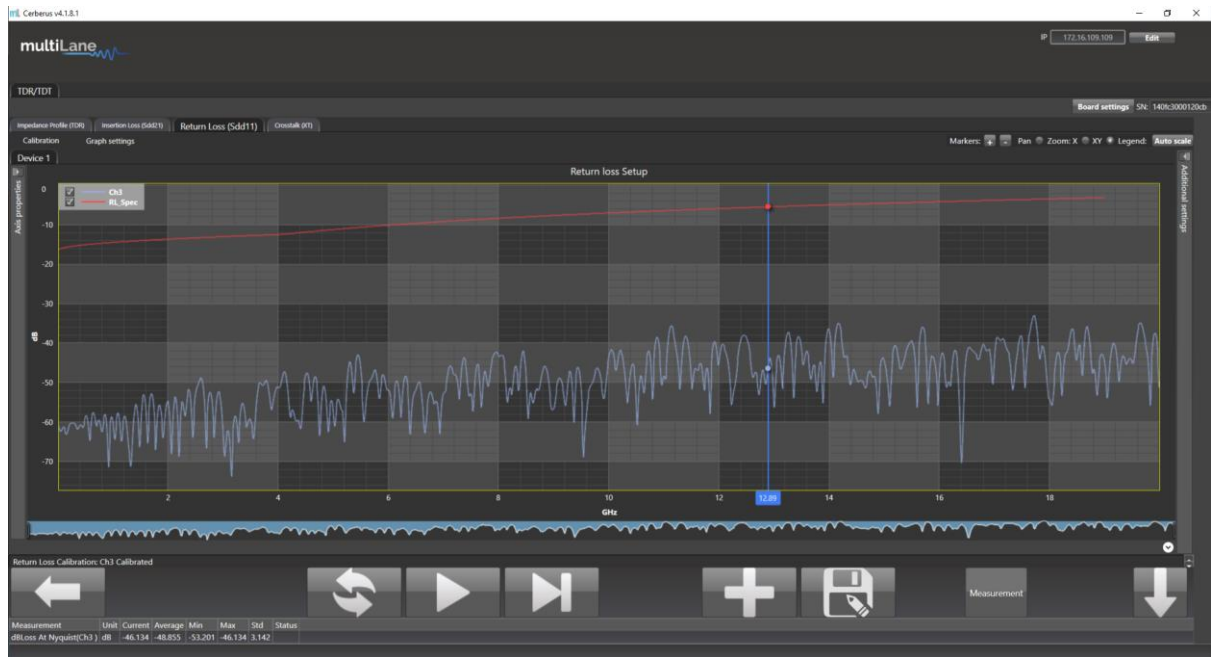 mlL Cerberus v4.1.8.1
multiLane
IP 172.16.109.109 Edit
TDR/TDT
Board settings SN: 140fc3000120cb
Impedance Profile (TDR) Insertion Loss (Sdd21) Return Loss (Sdd11) Crosstalk (XT)
Calibration Graph settings Markers: + - Pan Zoom: X XY Legend: Auto scale
Device 1
Return loss Setup
Axis properties
Additional settings
Ch3
RL_Spec
0
-10
-20
-30
-40
-50
-60
-70
dB
2 4 6 8 10 12 12.89 14 16 18
GHz
Return Loss Calibration: Ch3 Calibrated
Measurement
Measurement Unit Current Average Min Max Std Status
dBLoss At Nyquist(Ch3 ) dB -46.134 -48.855 -53.201 -46.134 3.142